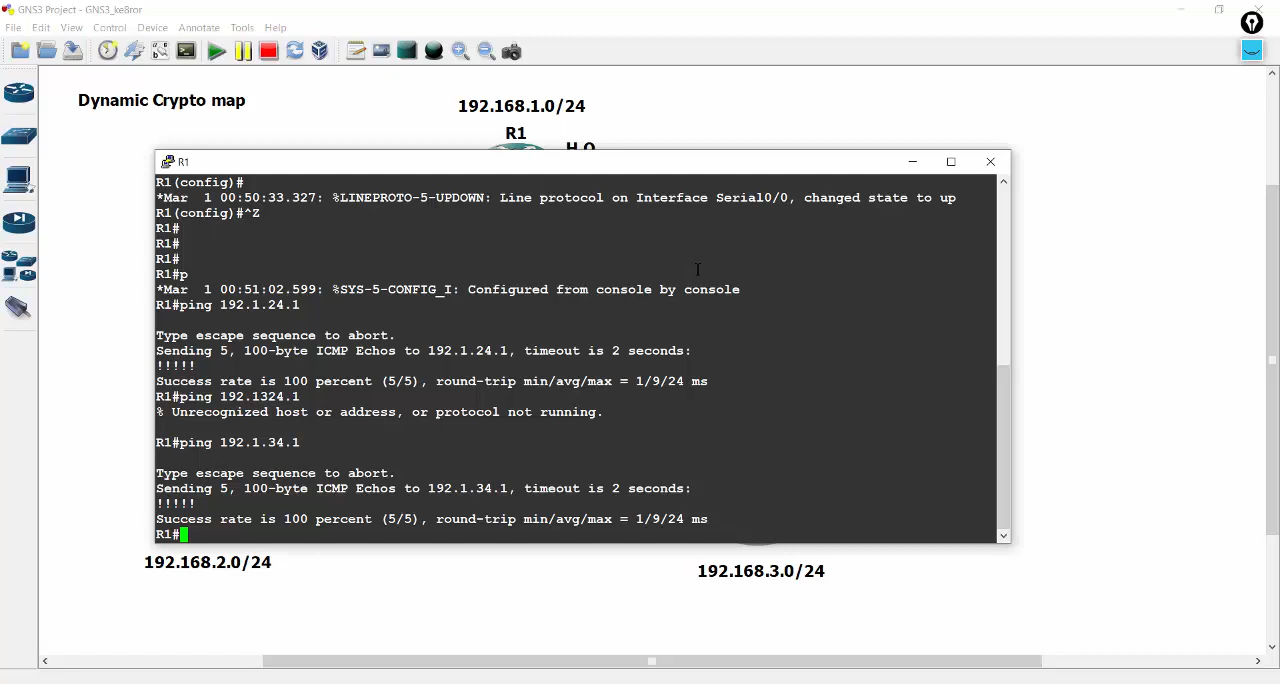 GNS3 Project - GNS3_ke8ror
File Edit View Control Device Annotate Tools Help
Dynamic Crypto map
192.168.1.0/24
R1
H.O
R1
R1(config)#
*Mar  1 00:50:33.327: %LINEPROTO-5-UPDOWN: Line protocol on Interface Serial0/0, changed state to up
R1(config)#^Z
R1#
R1#
R1#
R1#p
*Mar  1 00:51:02.599: %SYS-5-CONFIG_I: Configured from console by console
R1#ping 192.1.24.1
Type escape sequence to abort.
Sending 5, 100-byte ICMP Echos to 192.1.24.1, timeout is 2 seconds:
!!!!!
Success rate is 100 percent (5/5), round-trip min/avg/max = 1/9/24 ms
R1#ping 192.1324.1
% Unrecognized host or address, or protocol not running.
R1#ping 192.1.34.1
Type escape sequence to abort.
Sending 5, 100-byte ICMP Echos to 192.1.34.1, timeout is 2 seconds:
!!!!!
Success rate is 100 percent (5/5), round-trip min/avg/max = 1/9/24 ms
R1#
192.168.2.0/24
192.168.3.0/24